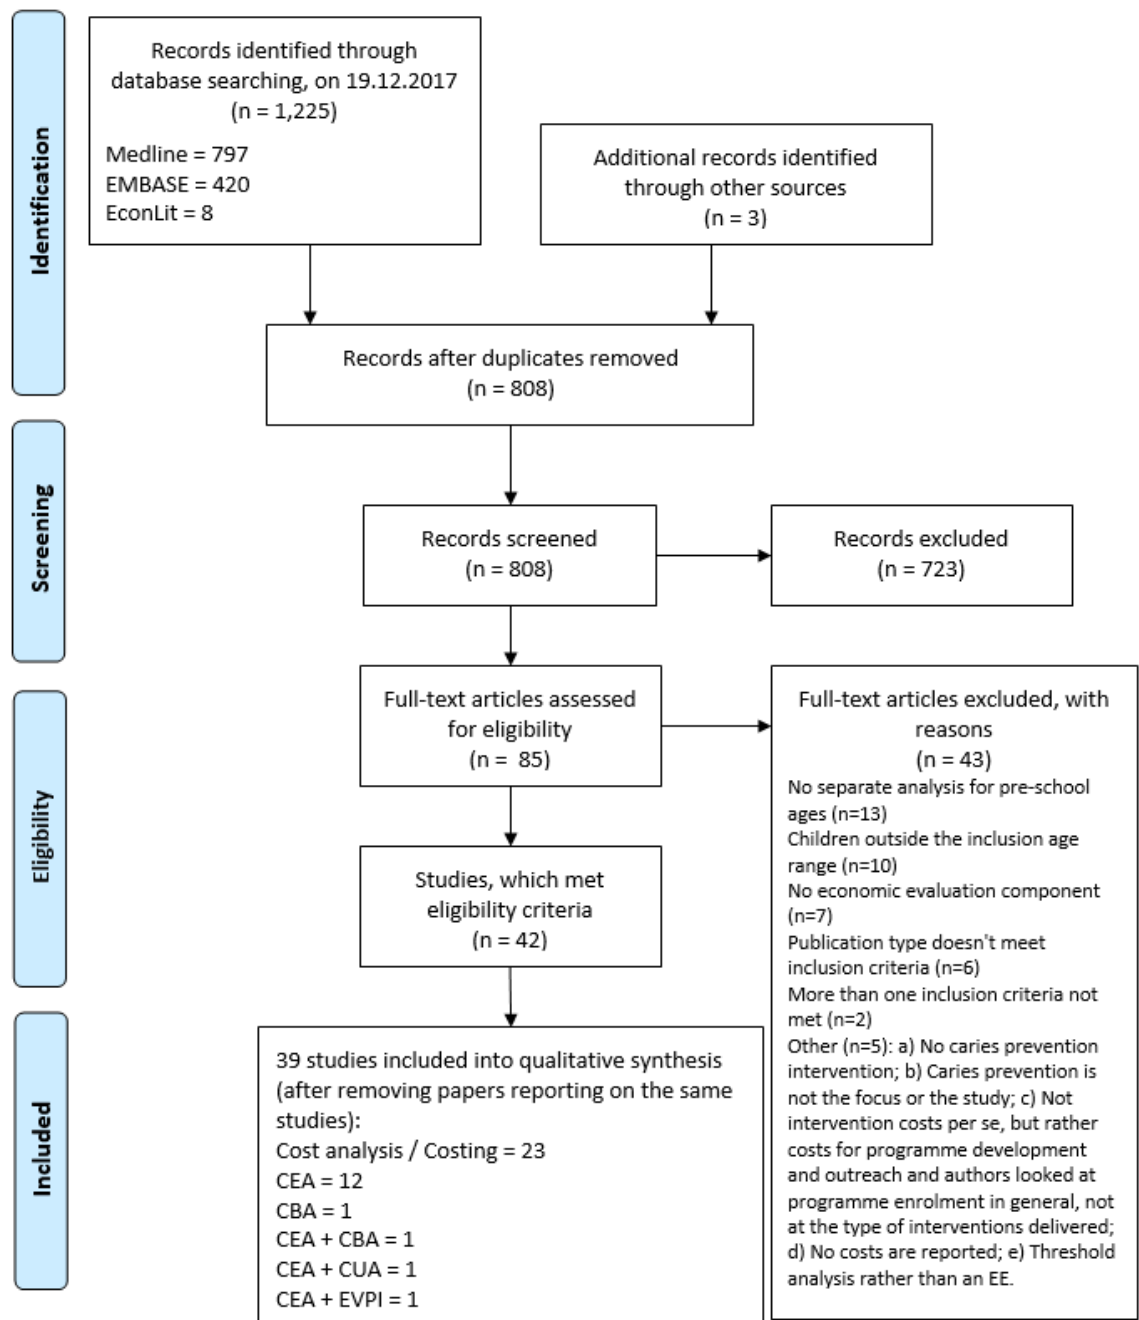 Identification
Records identified through
database searching, on 19.12.2017
(n = 1,225)
Medline = 797
EMBASE = 420
EconLit = 8
Additional records identified
through other sources
(n = 3)
Records after duplicates removed
(n = 808)
Screening
Records screened
(n = 808)
Records excluded
(n = 723)
Eligibility
Full-text articles assessed
for eligibility
(n = 85)
Full-text articles excluded, with
reasons
(n = 43)
No separate analysis for pre-school
ages (n=13)
Children outside the inclusion age
range (n=10)
No economic evaluation component
(n=7)
Publication type doesn't meet
inclusion criteria (n=6)
More than one inclusion criteria not
met (n=2)
Other (n=5): a) No caries prevention
intervention; b) Caries prevention is
not the focus or the study; c) Not
intervention costs per se, but rather
costs for programme development
and outreach and authors looked at
programme enrolment in general, not
at the type of interventions delivered;
d) No costs are reported; e) Threshold
analysis rather than an EE.
Studies, which met
eligibility criteria
(n = 42)
Included
39 studies included into qualitative synthesis
(after removing papers reporting on the same
studies):
Cost analysis / Costing = 23
CEA = 12
CBA = 1
CEA + CBA = 1
CEA + CUA = 1
CEA + EVPI = 1